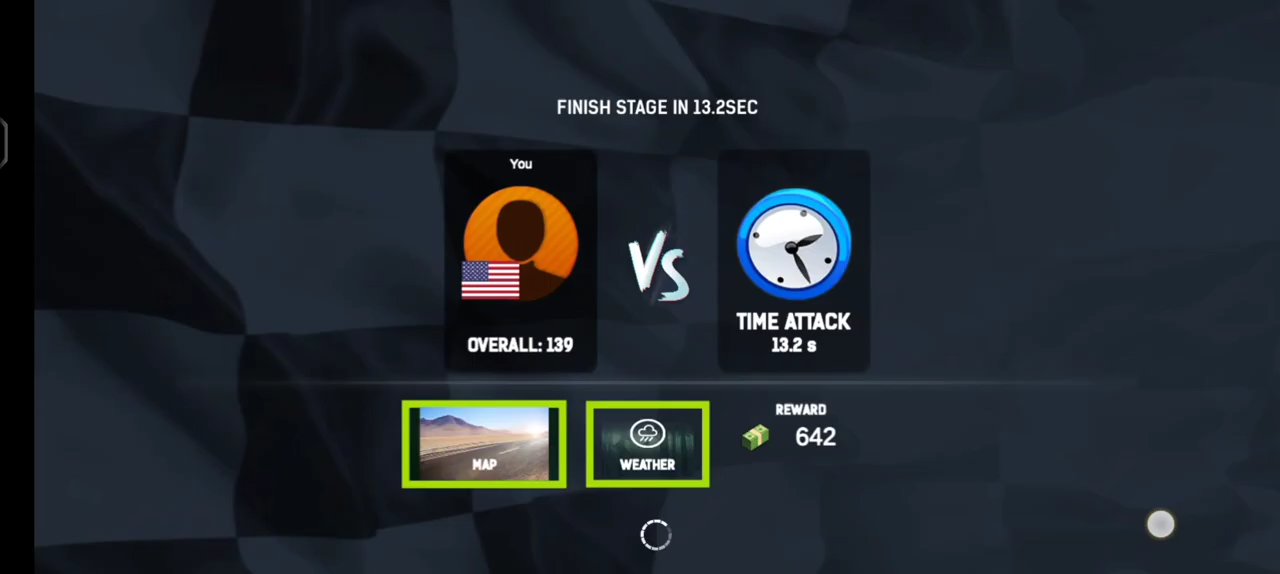 FINISH STAGE IN 13.2SEC
You
VS
OVERALL: 139
TIME ATTACK
13.2 s
MAP
WEATHER
REWARD
642